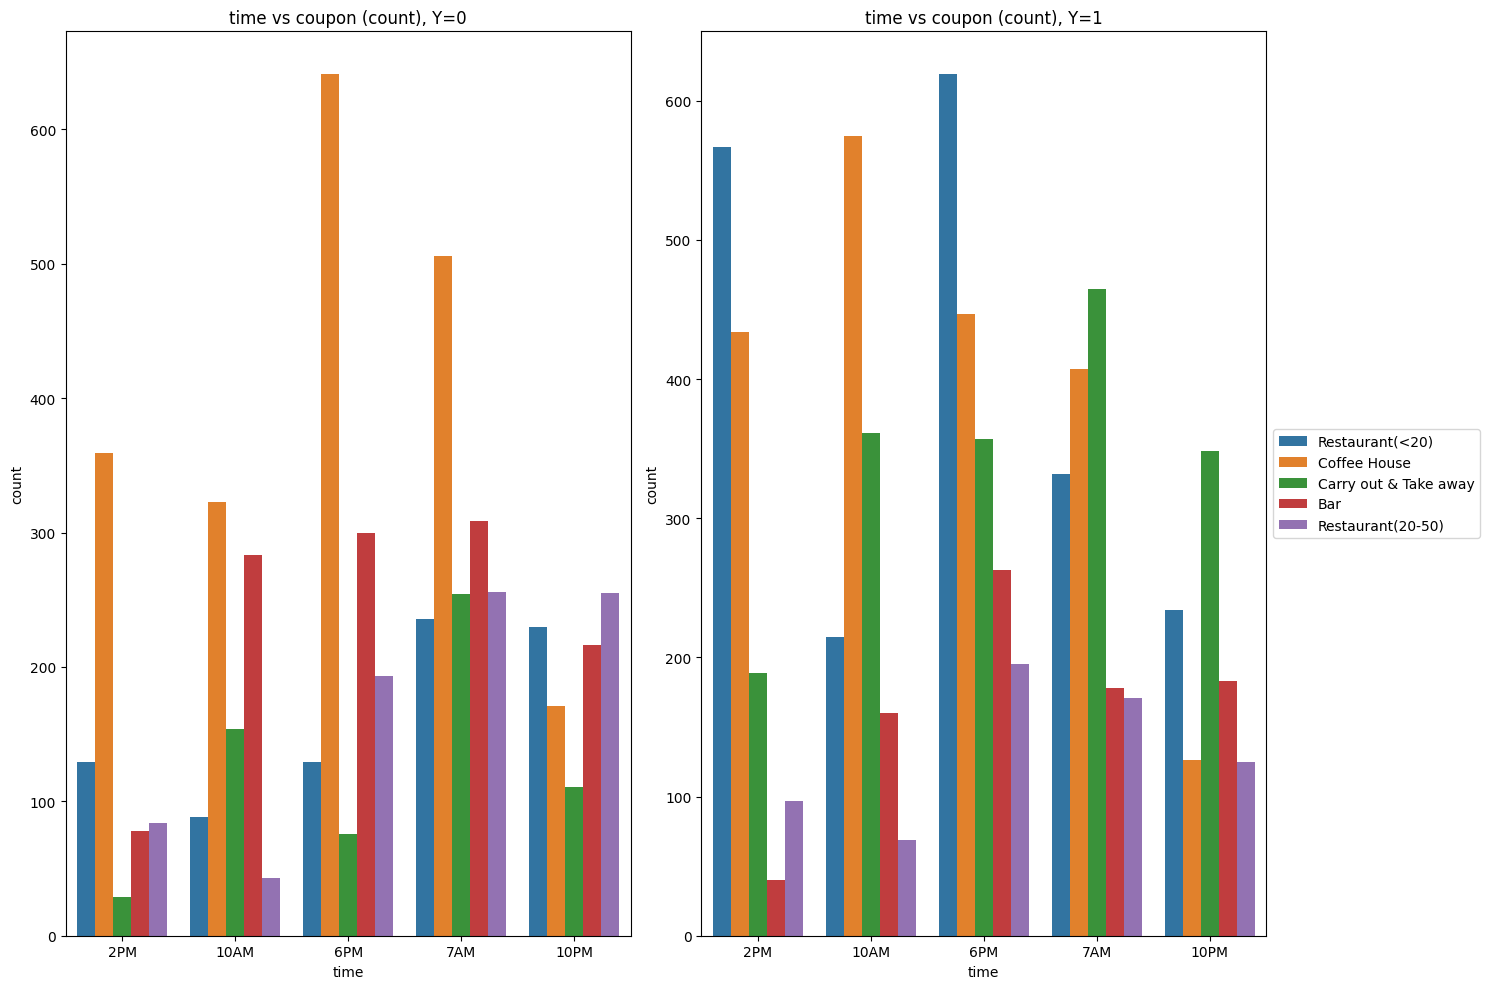 time vs coupon (count), Y=0
600
500
400
300
200
100
0
count
2PM 10AM 6PM 7AM 10PM
time
time vs coupon (count), Y=1
600
500
400
300
200
100
0
count
2PM 10AM 6PM 7AM 10PM
time
Restaurant(<20)
Coffee House
Carry out & Take away
Bar
Restaurant(20-50)